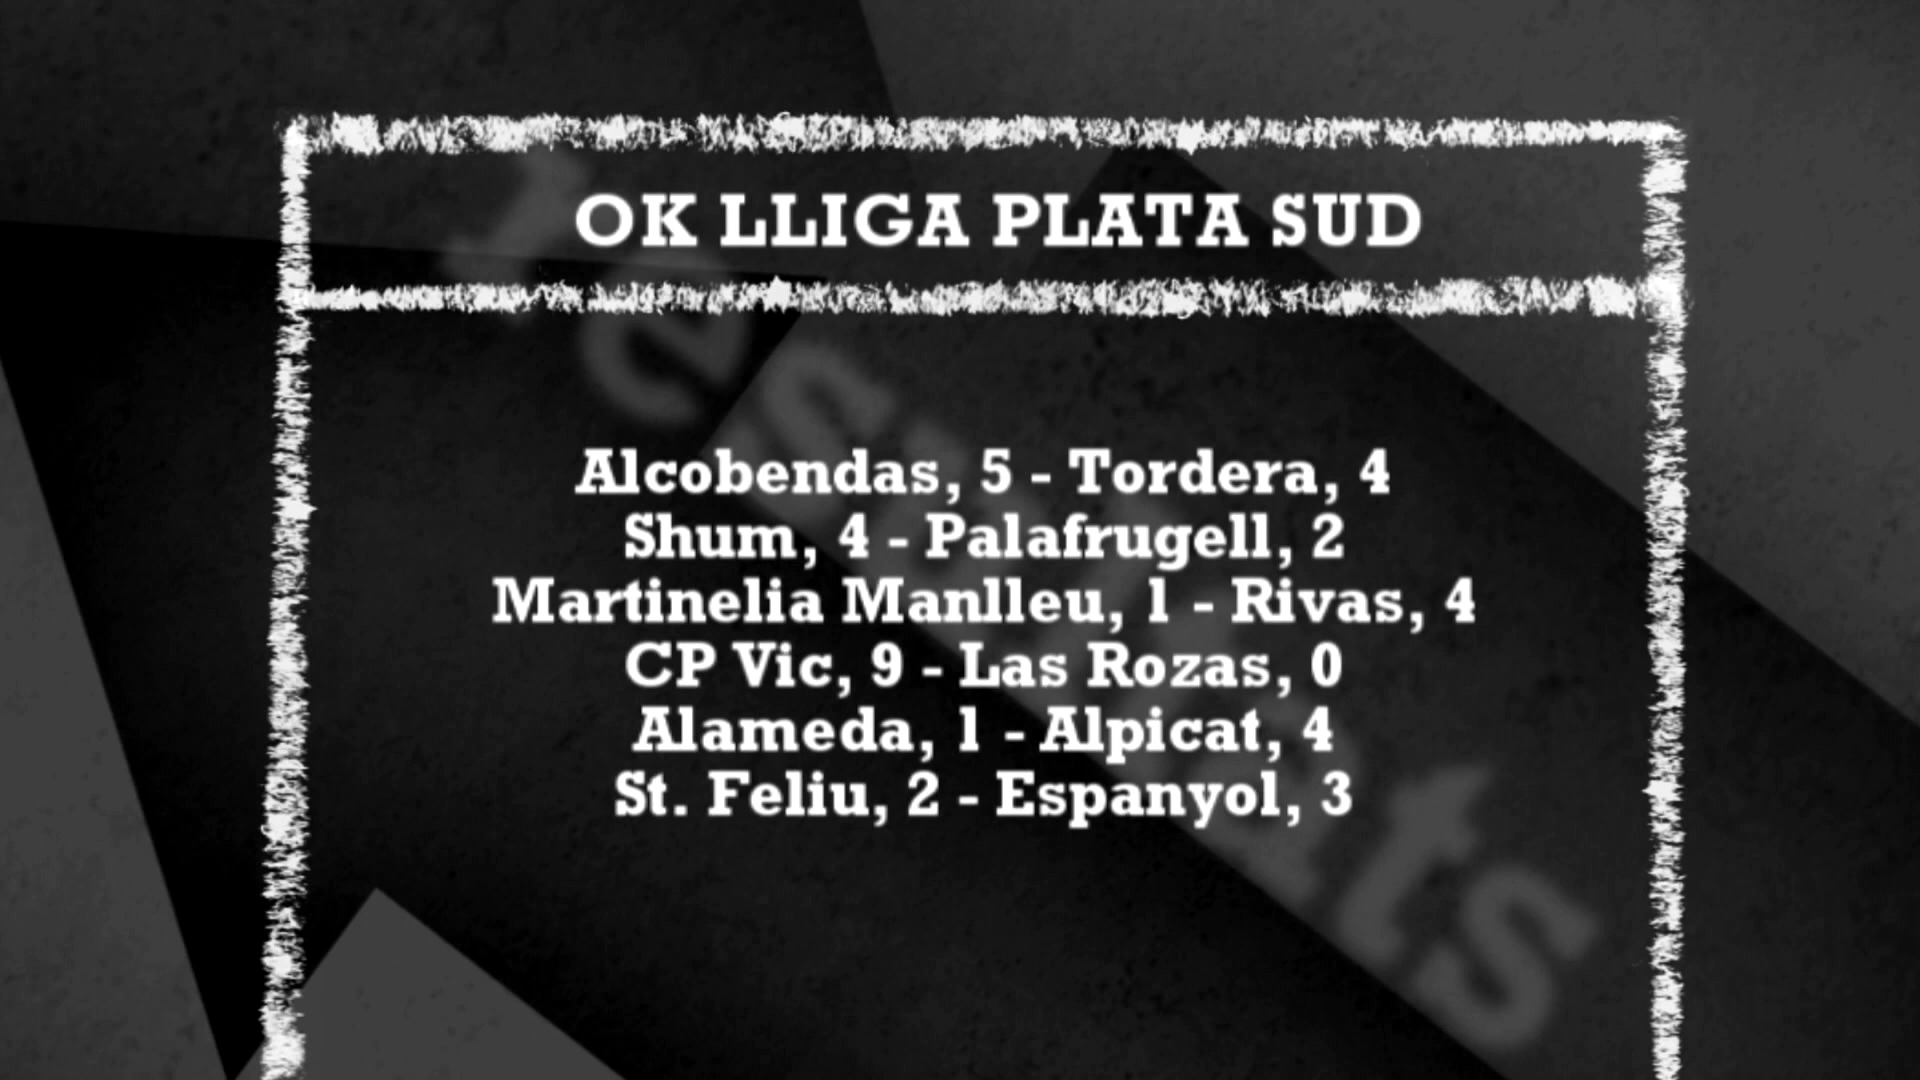 OK LLIGA PLATA SUD
Alcobendas, 5 - Tordera, 4
Shum, 4 - Palafrugell, 2
Martinelia Manlleu, 1 - Rivas, 4
CP Vic, 9 - Las Rozas, 0
Alameda, 1 - Alpicat, 4
St. Feliu, 2 - Espanyol, 3
resultats